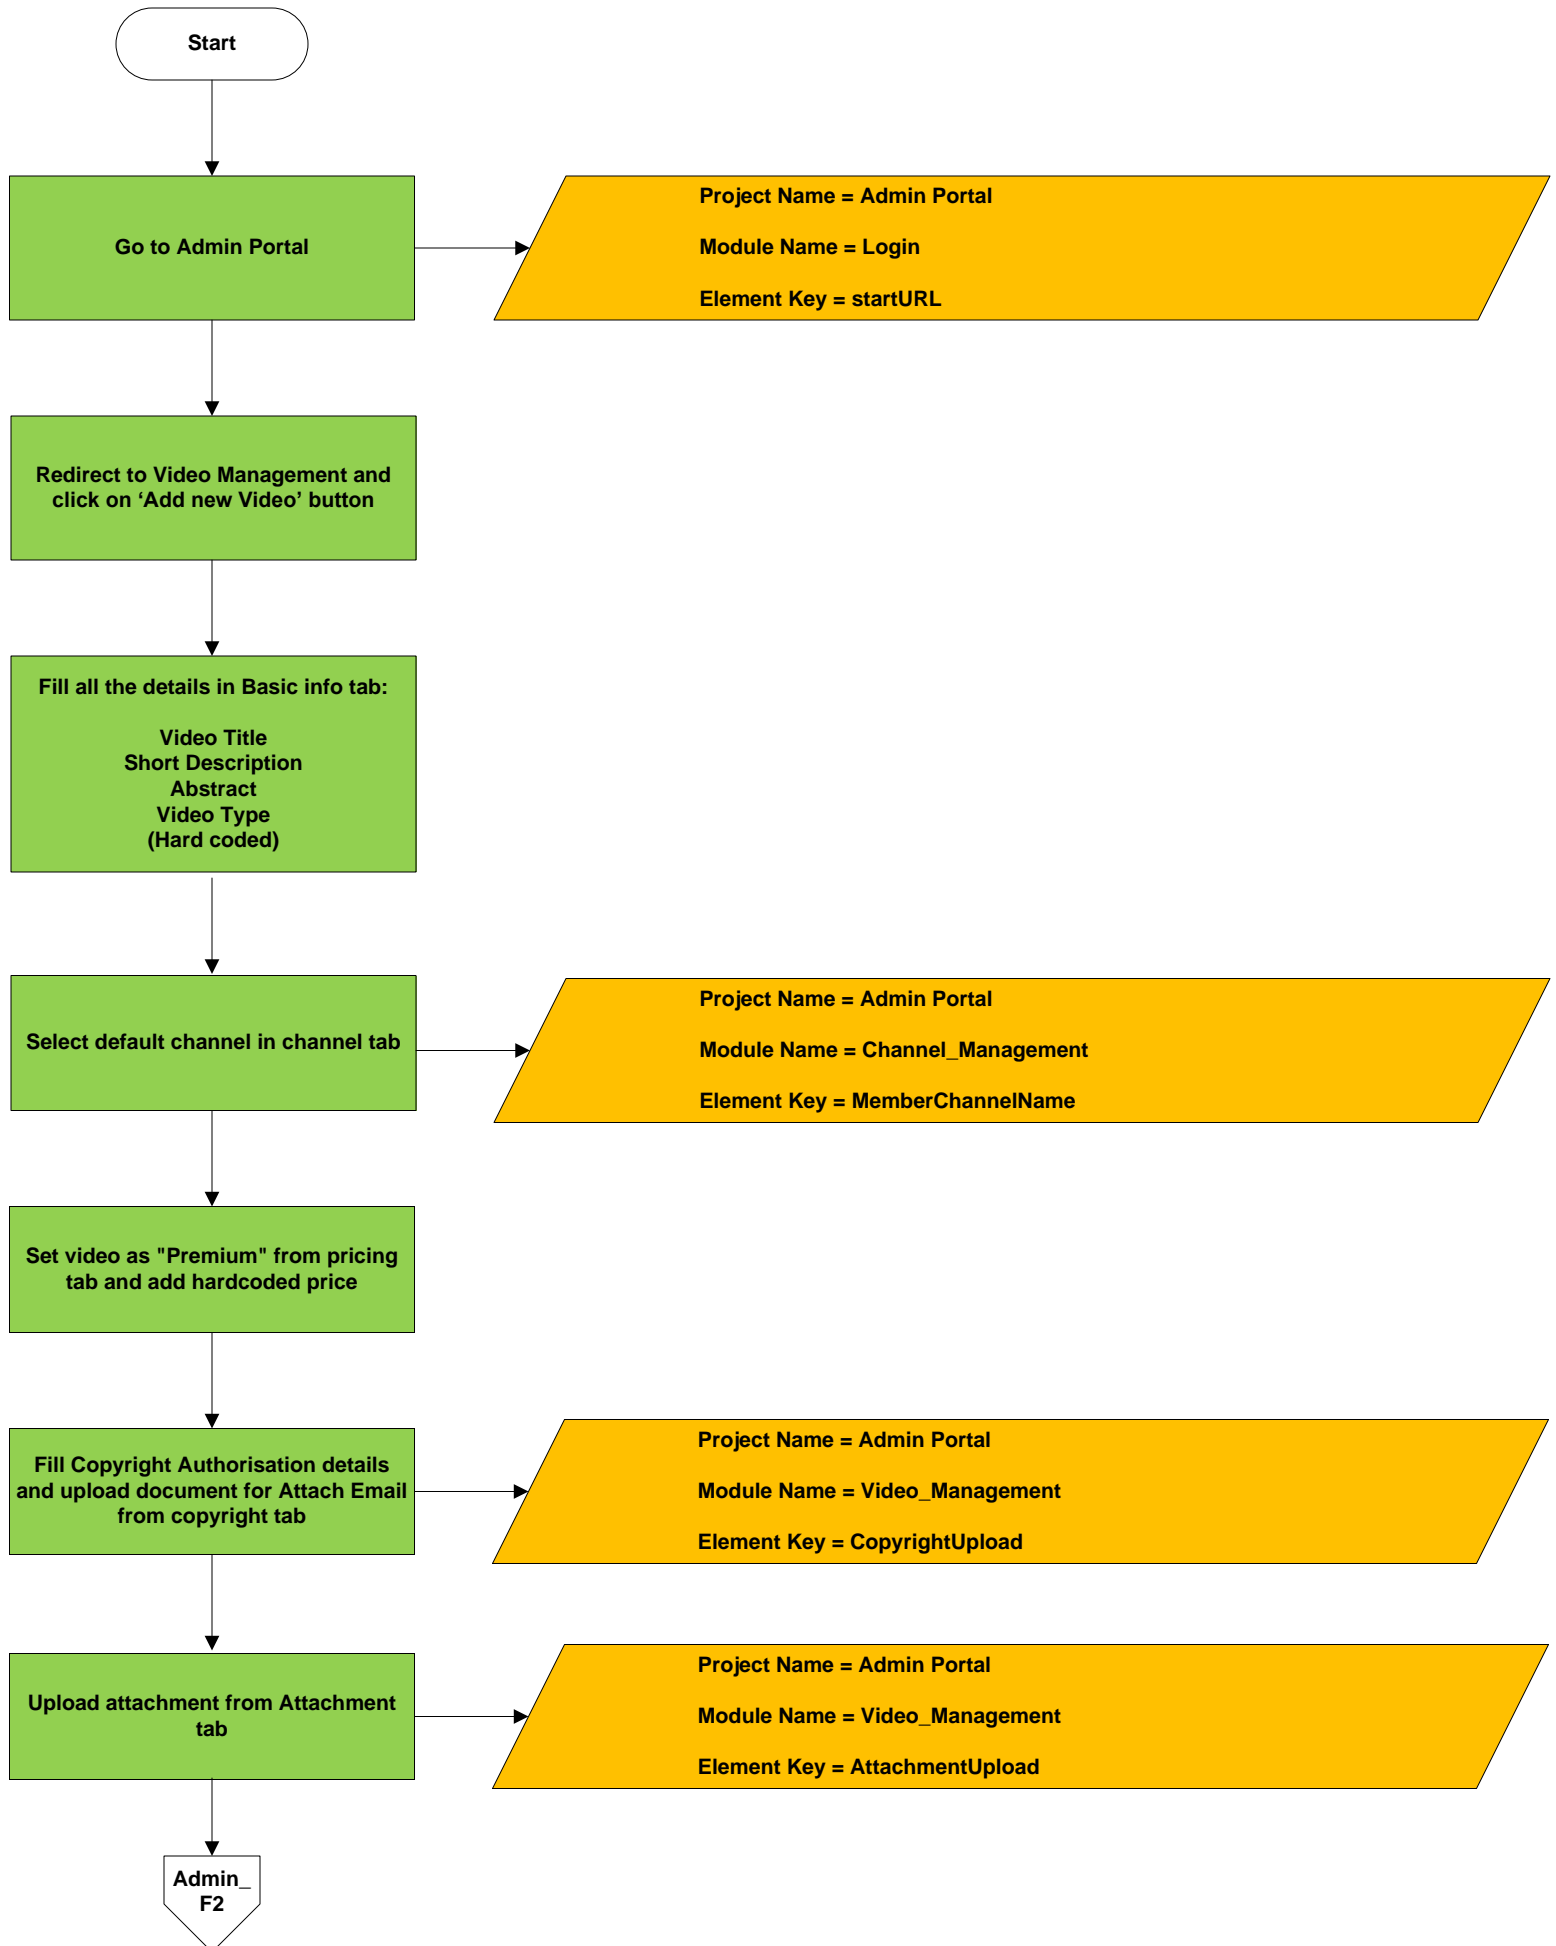 Start
Go to Admin Portal
Project Name = Admin Portal
Module Name = Login
Element Key = startURL
Redirect to Video Management and
click on ‘Add new Video’ button
Fill all the details in Basic info tab:
Video Title
Short Description
Abstract
Video Type
(Hard coded)
Select default channel in channel tab
Project Name = Admin Portal
Module Name = Channel_Management
Element Key = MemberChannelName
Set video as "Premium" from pricing
tab and add hardcoded price
Fill Copyright Authorisation details
and upload document for Attach Email
from copyright tab
Project Name = Admin Portal
Module Name = Video_Management
Element Key = CopyrightUpload
Upload attachment from Attachment
tab
Project Name = Admin Portal
Module Name = Video_Management
Element Key = AttachmentUpload
Admin_
F2